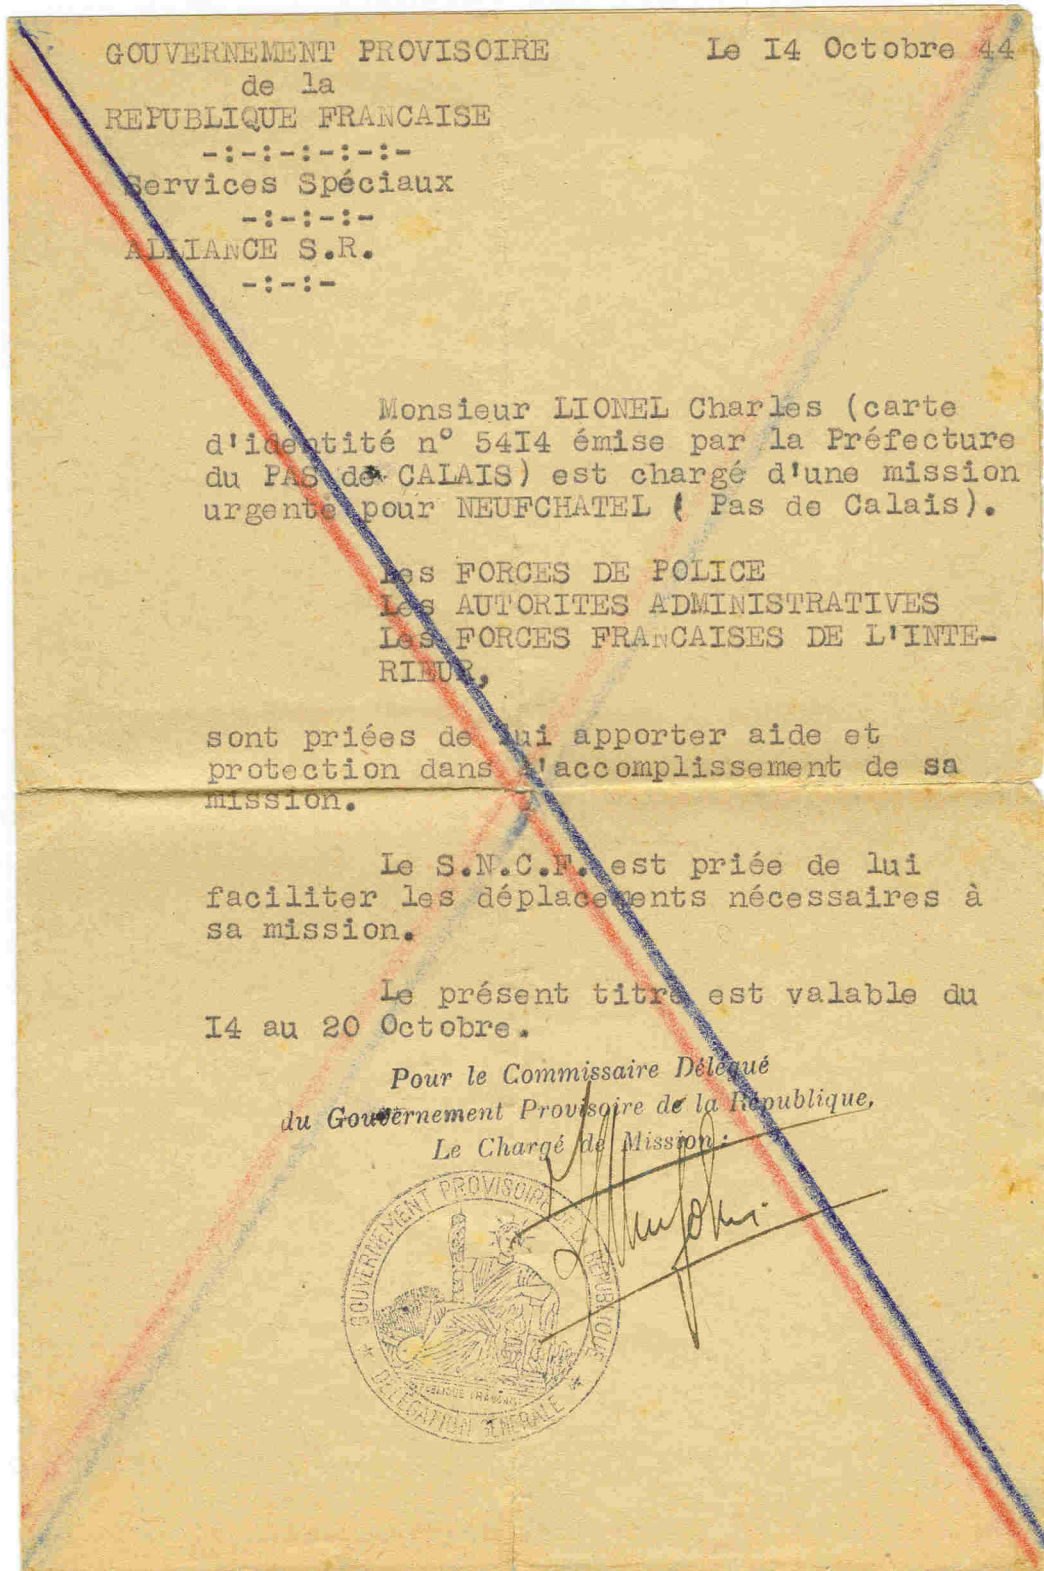 GOUVERNEMENT PROVISOIRE
de la
REPUBLIQUE FRANCAISE
-:-:-:-:-:-
Services Spéciaux
-:-:-:-
ALLIANCE S.R.
-:-:-
Le I4 Octobre 44
Monsieur LIONEL Charles (carte
d'identité n° 54I4 émise par la Préfecture
du PAS de CALAIS) est chargé d'une mission
urgente pour NEUFCHATEL ( Pas de Calais).
Les FORCES DE POLICE
Les AUTORITES ADMINISTRATIVES
Les FORCES FRANCAISES DE L'INTE-
RIEUR,
sont priées de lui apporter aide et
protection dans l'accomplissement de sa
mission.
Le S.N.C.F. est priée de lui
faciliter les déplacements nécessaires à
sa mission.
Le présent titre est valable du
I4 au 20 Octobre.
Pour le Commissaire Délégué
du Gouvernement Provisoire de la République,
Le Chargé de Mission:
GOUVERNEMENT PROVISOIRE DE LA REPUBLIQUE
REPUBLIQUE FRANCAISE
* DELEGATION GENERALE *